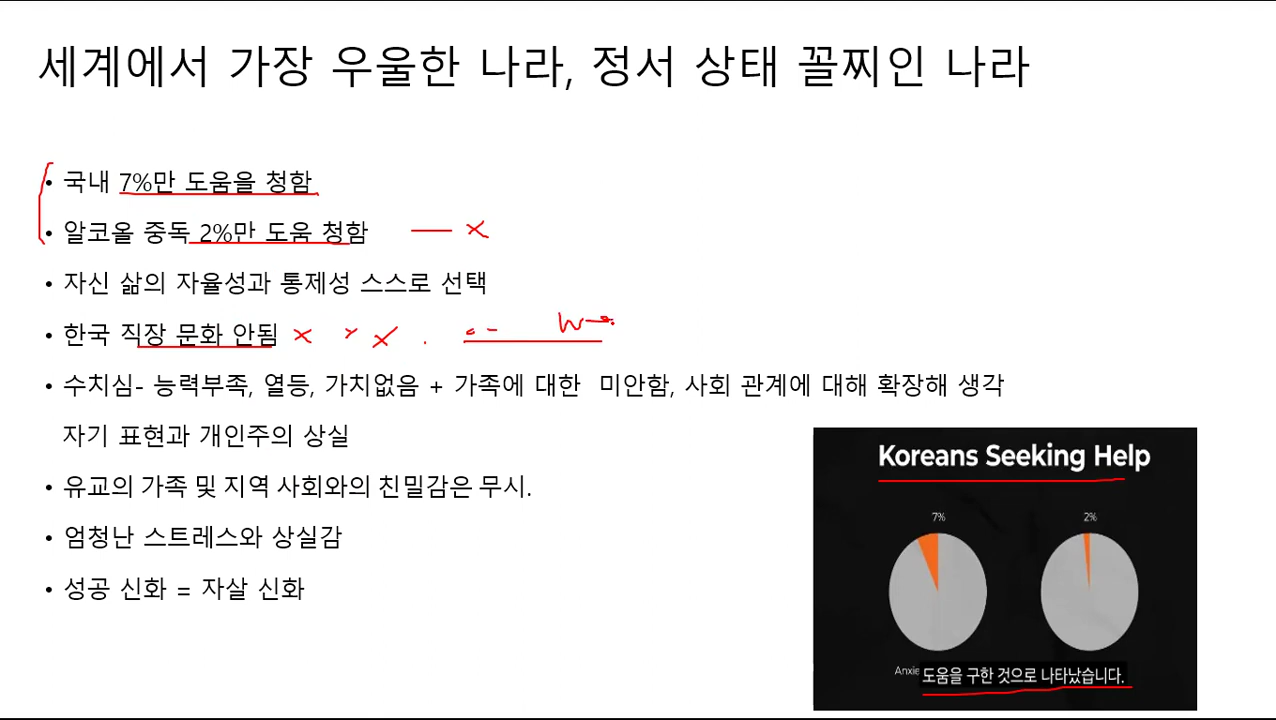 세계에서 가장 우울한 나라, 정서 상태 꼴찌인 나라
• 국내 7%만 도움을 청함
• 알코올 중독 2%만 도움 청함
• 자신 삶의 자율성과 통제성 스스로 선택
• 한국 직장 문화 안됨
• 수치심- 능력부족, 열등, 가치없음 + 가족에 대한 미안함, 사회 관계에 대해 확장해 생각
자기 표현과 개인주의 상실
• 유교의 가족 및 지역 사회와의 친밀감은 무시.
• 엄청난 스트레스와 상실감
• 성공 신화 = 자살 신화
Koreans Seeking Help
7% 2%
Anxie
도움을 구한 것으로 나타났습니다.